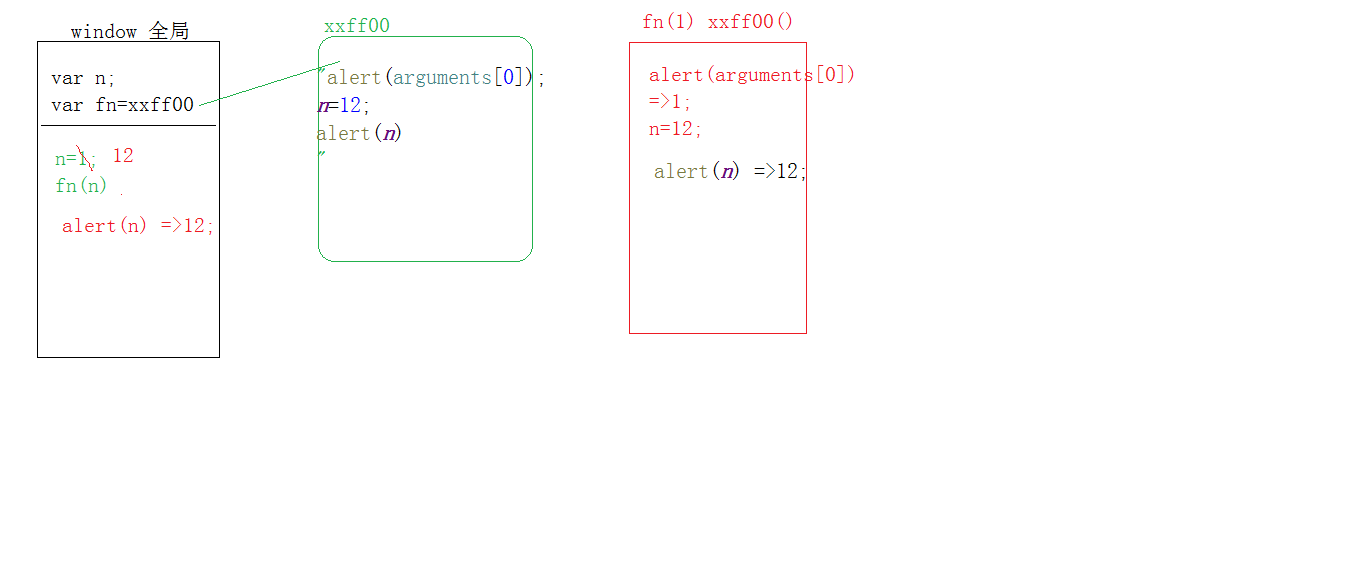 window 全局
var n;
var fn=xxff00
n=1; 12
fn(n)
alert(n) =>12;
xxff00
"alert(arguments[0]);
n=12;
alert(n)
"
fn(1) xxff00()
alert(arguments[0])
=>1;
n=12;
alert(n) =>12;